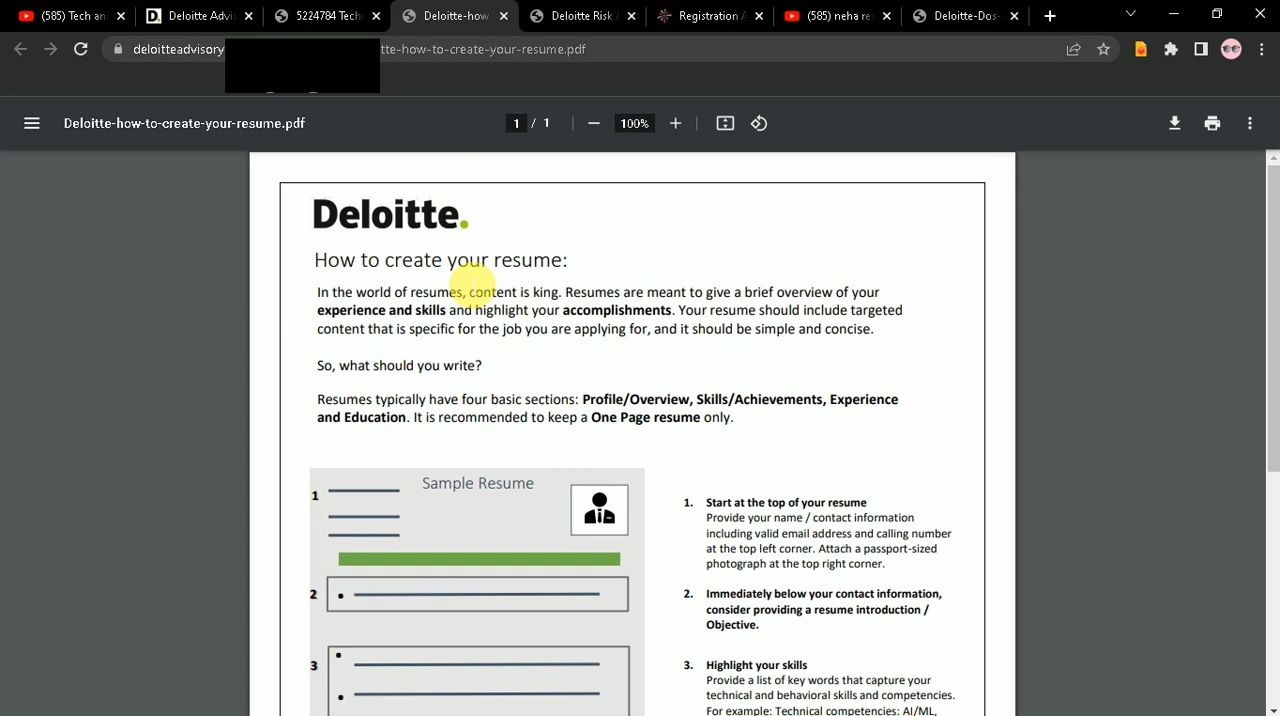 (585) Tech an
Deloitte Advis
5224784 Tech
Deloitte-how-
Deloitte Risk A
Registration A
(585) neha re
Deloitte-Dos-
deloitteadvisory
tte-how-to-create-your-resume.pdf
Deloitte-how-to-create-your-resume.pdf
1 / 1
100%
Deloitte.
How to create your resume:
In the world of resumes, content is king. Resumes are meant to give a brief overview of your
experience and skills and highlight your accomplishments. Your resume should include targeted
content that is specific for the job you are applying for, and it should be simple and concise.
So, what should you write?
Resumes typically have four basic sections: Profile/Overview, Skills/Achievements, Experience
and Education. It is recommended to keep a One Page resume only.
Sample Resume
1
2
3
1. Start at the top of your resume
Provide your name / contact information
including valid email address and calling number
at the top left corner. Attach a passport-sized
photograph at the top right corner.
2. Immediately below your contact information,
consider providing a resume introduction /
Objective.
3. Highlight your skills
Provide a list of key words that capture your
technical and behavioral skills and competencies.
For example: Technical competencies: AI/ML,